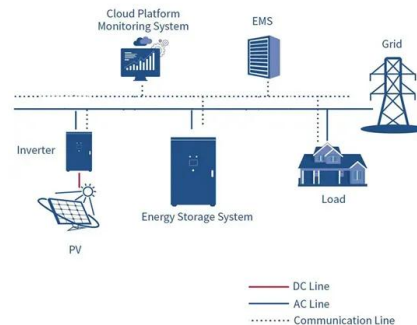 Cloud Platform
Monitoring System
EMS
Grid
Inverter
Energy Storage System
Load
PV
DC Line
AC Line
Communication Line